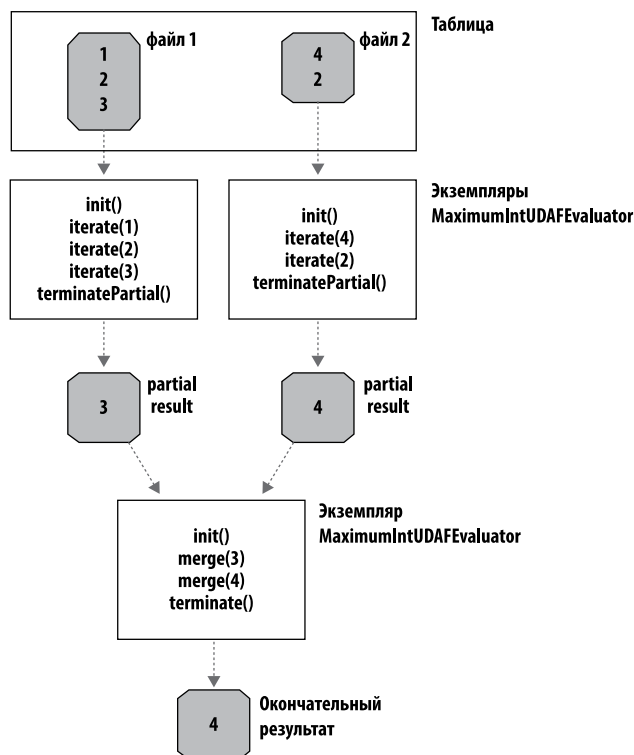 файл 1
файл 2
Таблица
1
2
3
4
2
init()
iterate(1)
iterate(2)
iterate(3)
terminatePartial()
init()
iterate(4)
iterate(2)
terminatePartial()
Экземпляры
MaximumIntUDAFEvaluator
3
partial
result
4
partial
result
init()
merge(3)
merge(4)
terminate()
Экземпляр
MaximumIntUDAFEvaluator
4
Окончательный
результат